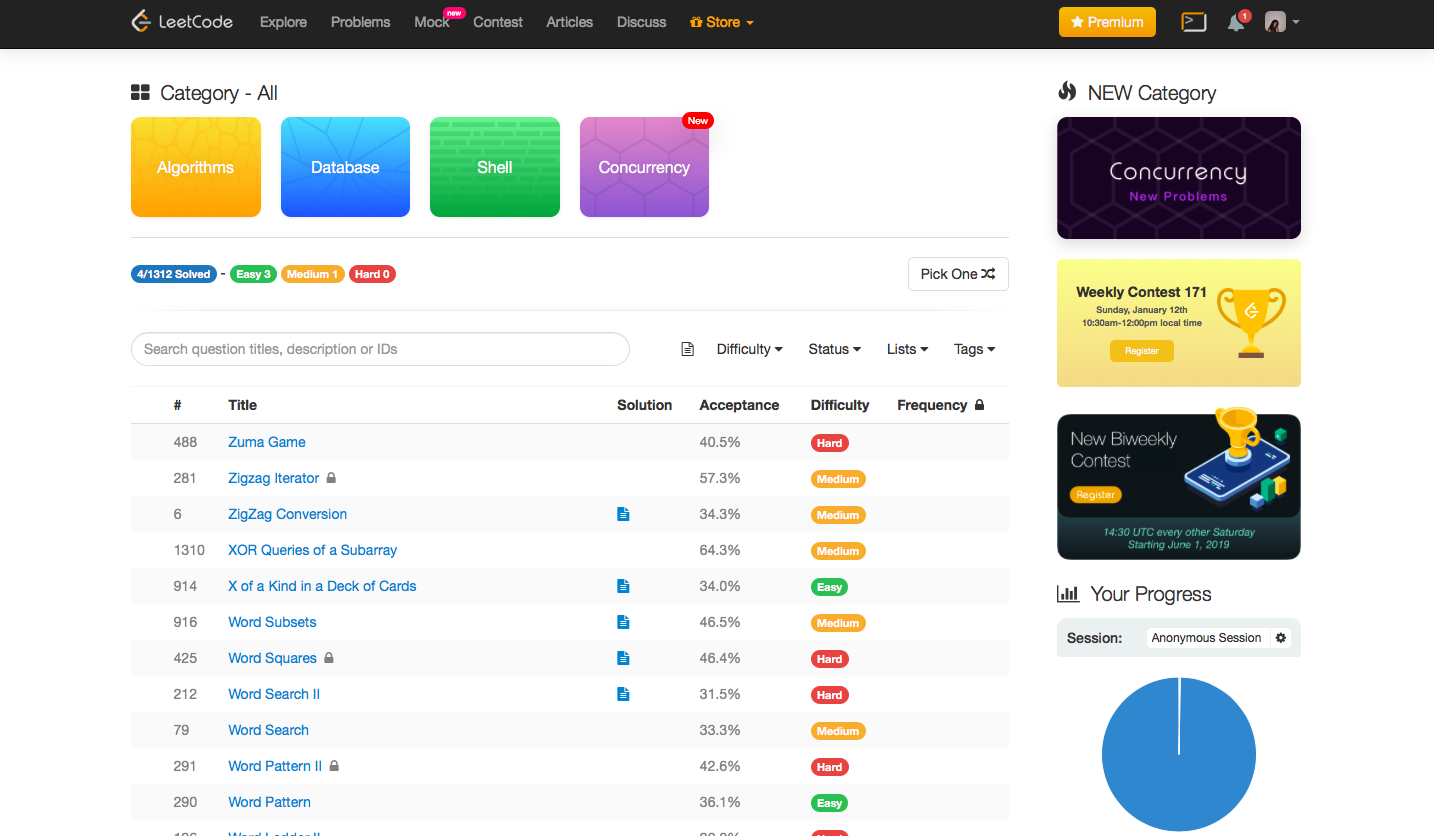 LeetCode Explore Problems Mock new Contest Articles Discuss Store Premium 1
Category - All
Algorithms Database Shell Concurrency New
4/1312 Solved - Easy 3 Medium 1 Hard 0 Pick One
Search question titles, description or IDs Difficulty Status Lists Tags
# Title Solution Acceptance Difficulty Frequency
488 Zuma Game 40.5% Hard
281 Zigzag Iterator 57.3% Medium
6 ZigZag Conversion 34.3% Medium
1310 XOR Queries of a Subarray 64.3% Medium
914 X of a Kind in a Deck of Cards 34.0% Easy
916 Word Subsets 46.5% Medium
425 Word Squares 46.4% Hard
212 Word Search II 31.5% Hard
79 Word Search 33.3% Medium
291 Word Pattern II 42.6% Hard
290 Word Pattern 36.1% Easy
Word Ladder II
NEW Category
Concurrency
New Problems
Weekly Contest 171
Sunday, January 12th
10:30am-12:00pm local time
Register
New Biweekly
Contest
Register
14:30 UTC every other Saturday
Starting June 1, 2019
Your Progress
Session: Anonymous Session